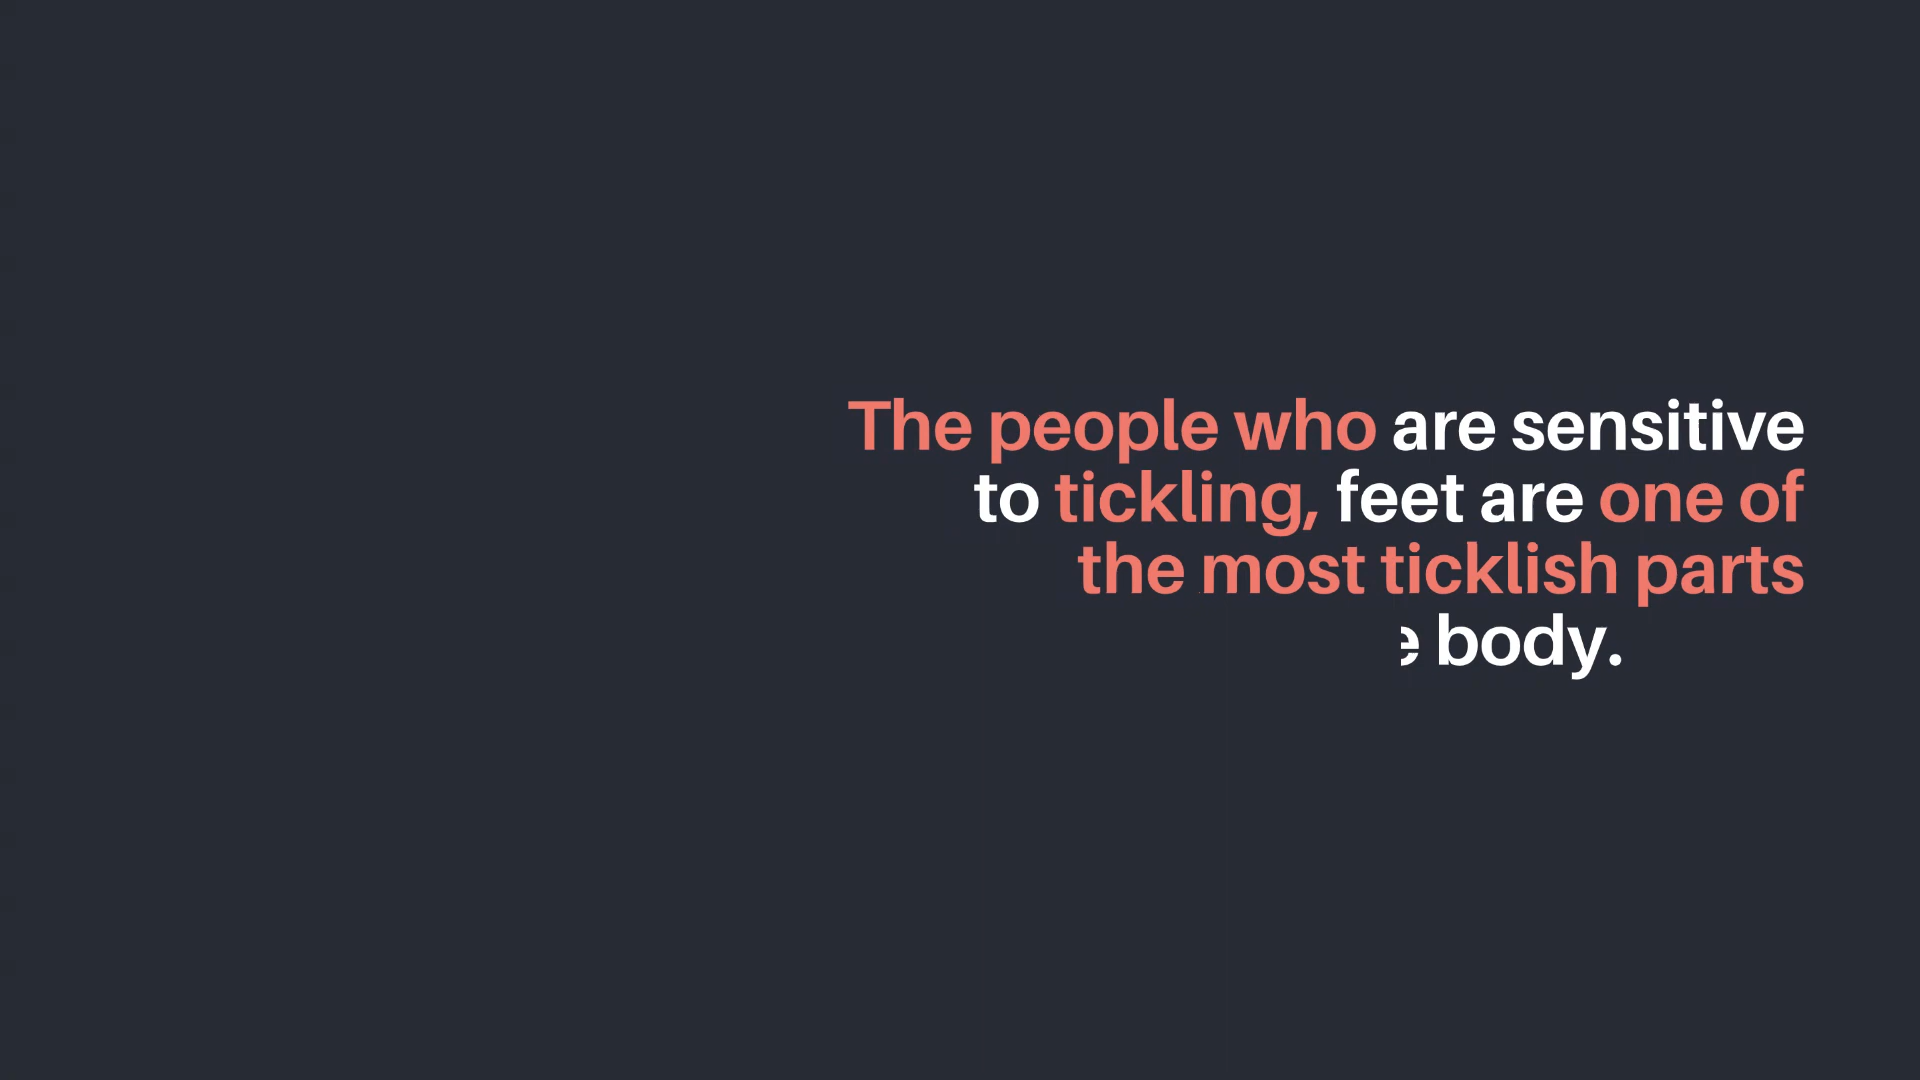 The people who are sensitive
to tickling, feet are one of
the most ticklish parts
body.